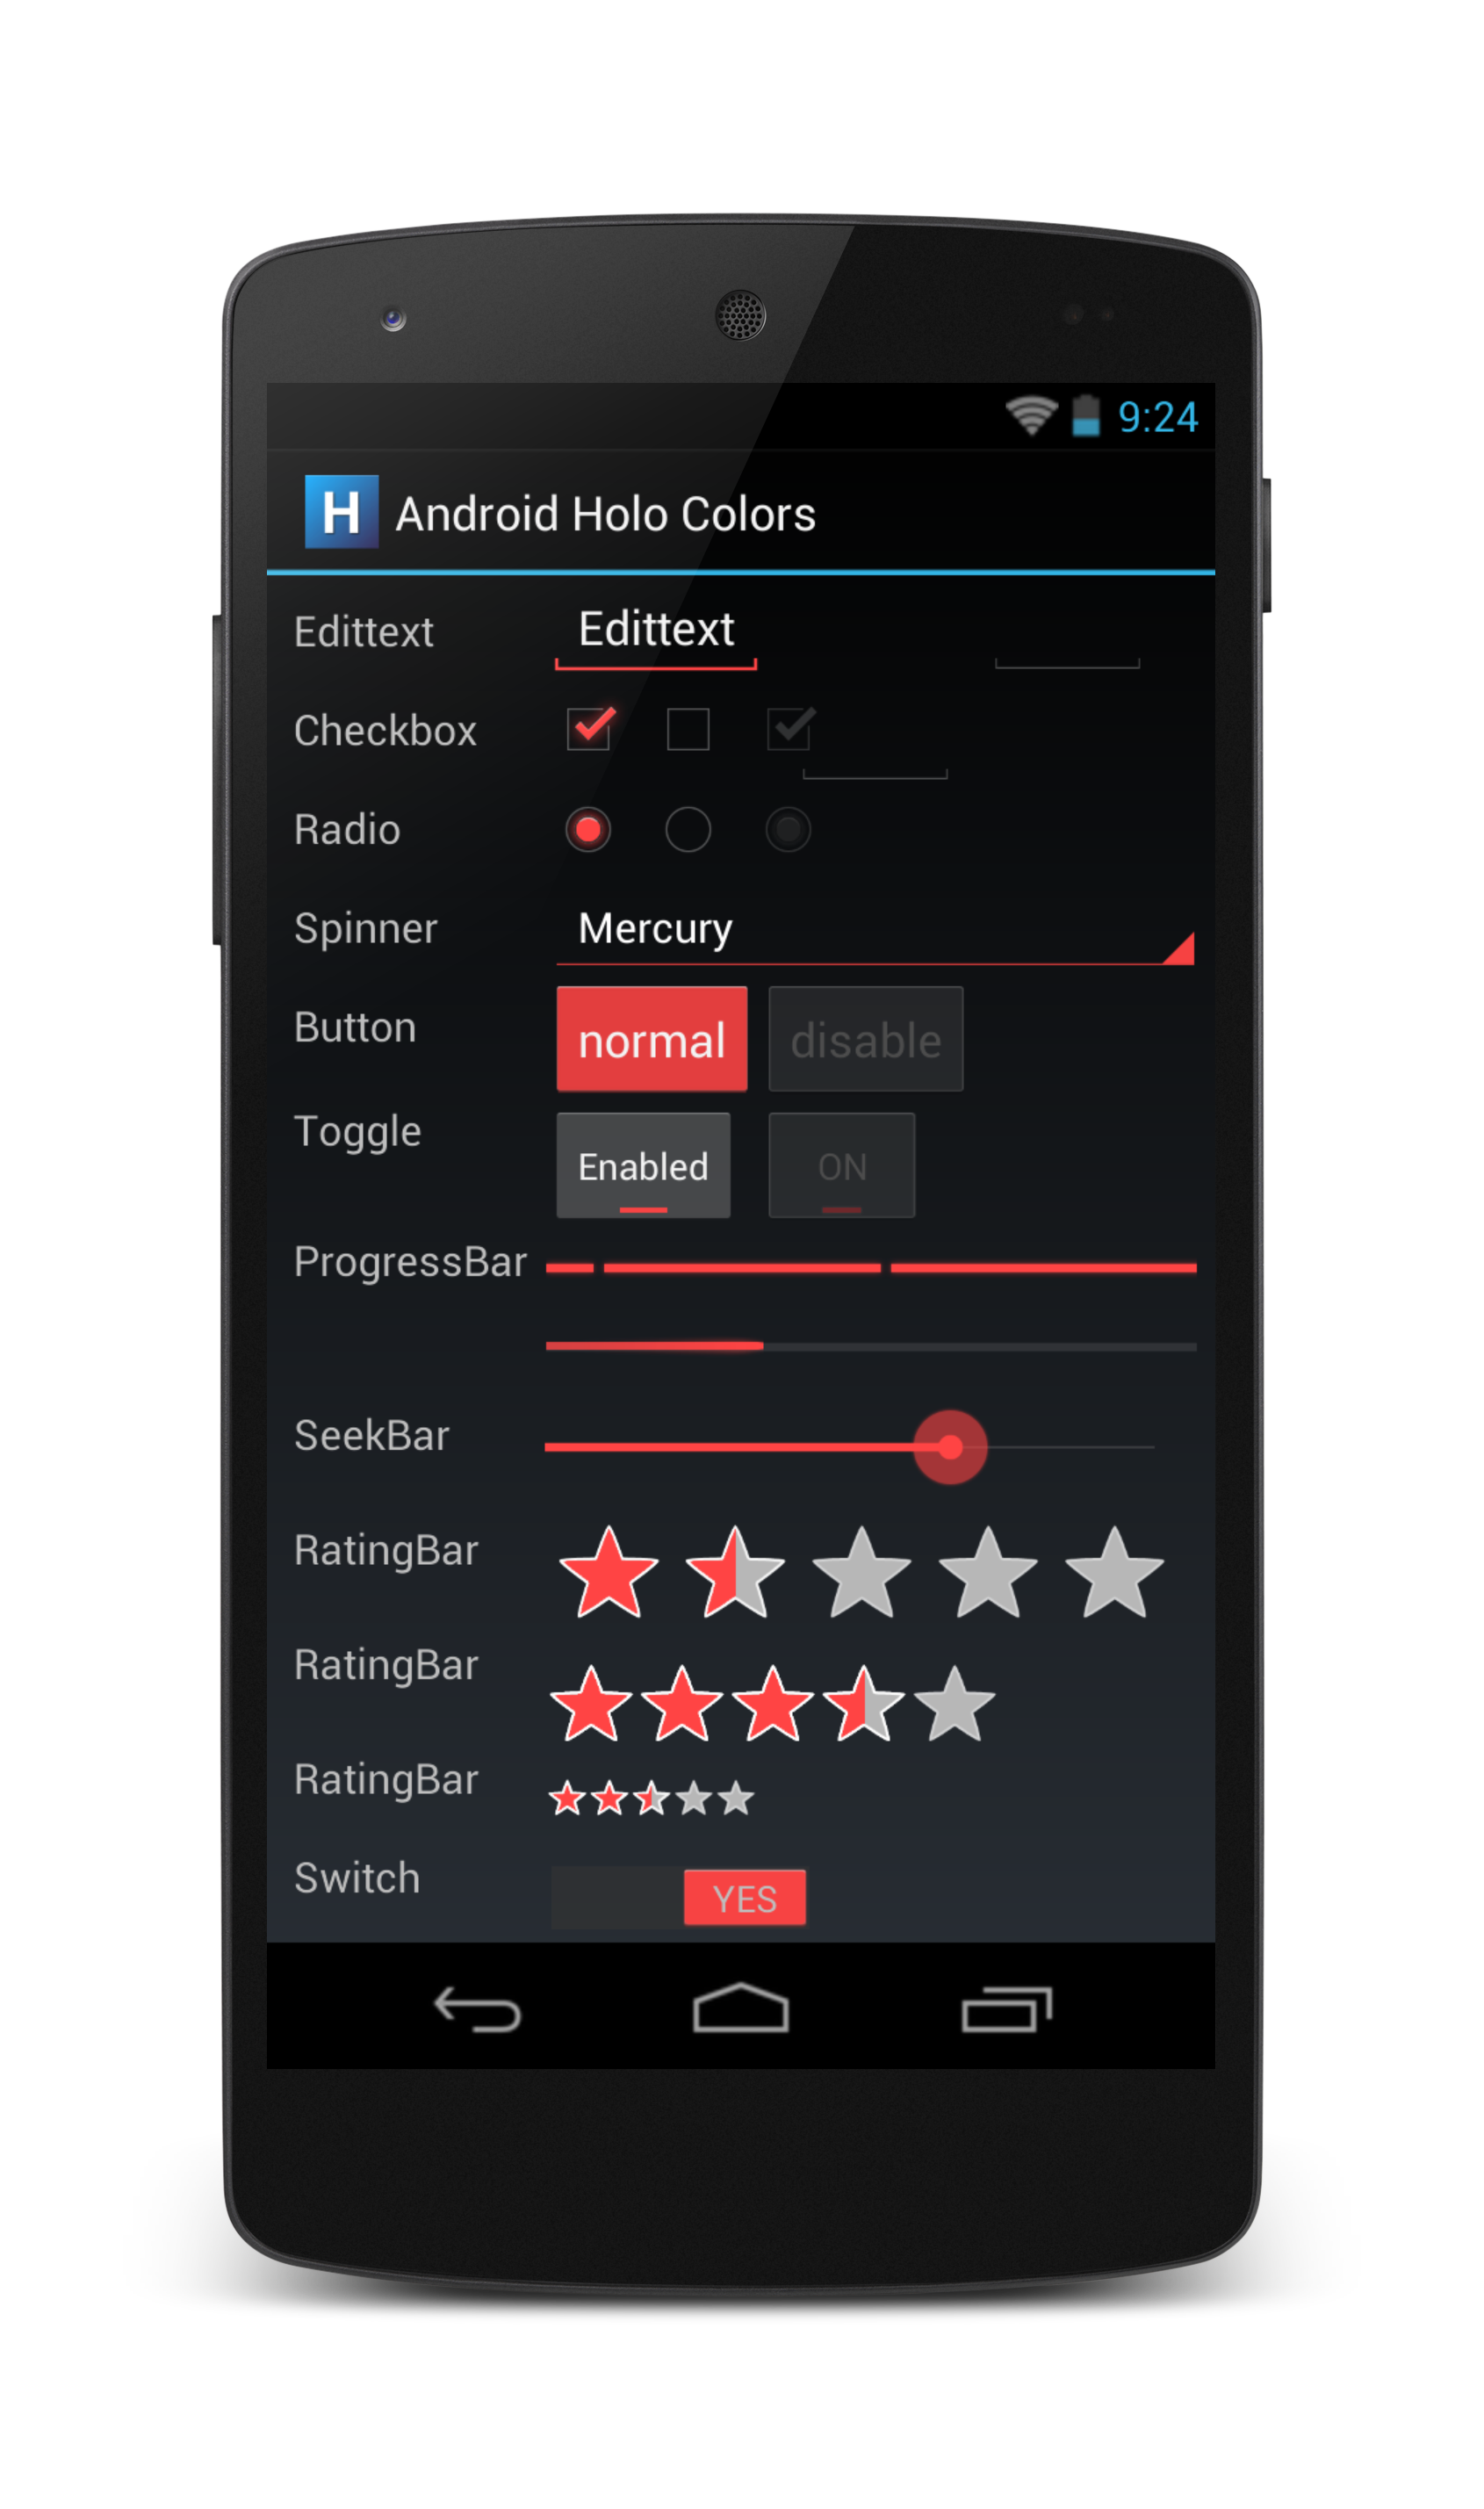 9:24
H Android Holo Colors
Edittext Edittext
Checkbox
Radio
Spinner Mercury
Button normal disable
Toggle Enabled ON
ProgressBar
SeekBar
RatingBar
RatingBar
RatingBar
Switch YES